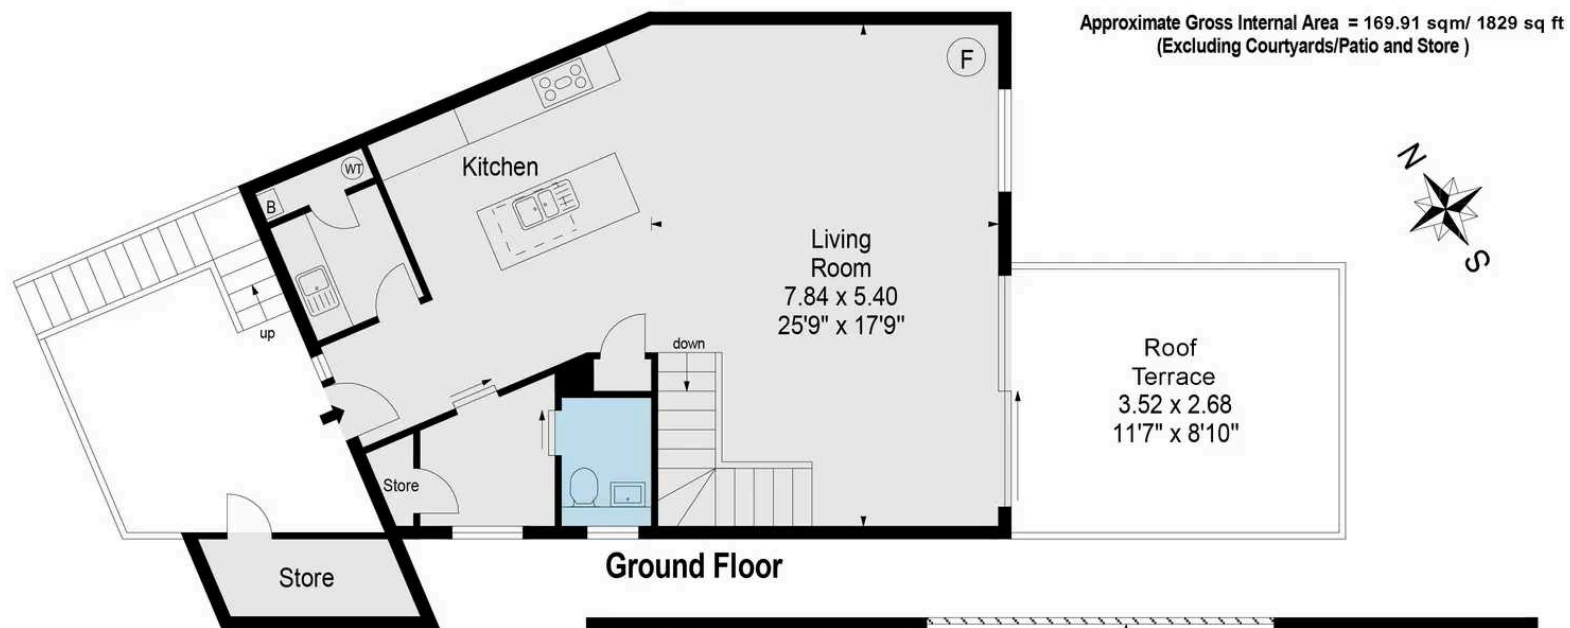 Approximate Gross Internal Area = 169.91 sqm/ 1829 sq ft
(Excluding Courtyards/Patio and Store )
F
WT
Kitchen
B
N
S
Living
Room
7.84 x 5.40
25'9" x 17'9"
up
down
Roof
Terrace
3.52 x 2.68
11'7" x 8'10"
Store
Store
Ground Floor